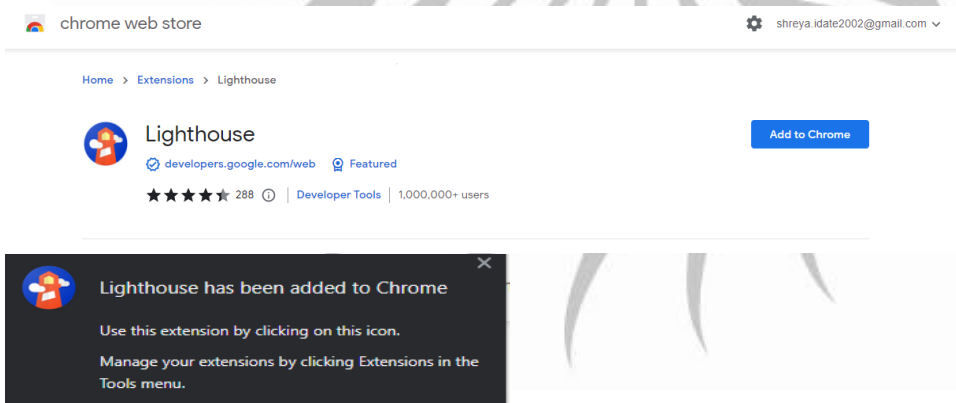 chrome web store
shreya.idate2002@gmail.com
Home > Extensions > Lighthouse
Lighthouse
Add to Chrome
developers.google.com/web Featured
288 Developer Tools 1,000,000+ users
Lighthouse has been added to Chrome
Use this extension by clicking on this icon.
Manage your extensions by clicking Extensions in the
Tools menu.